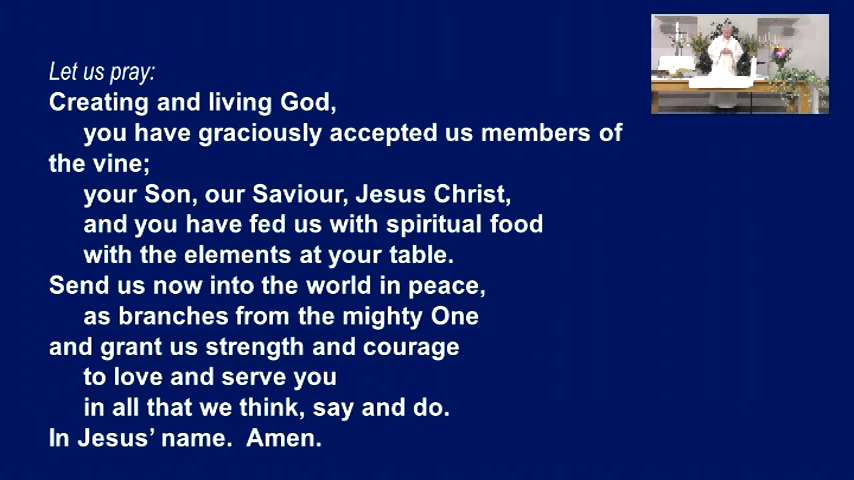 Let us pray:
Creating and living God,
you have graciously accepted us members of
the vine;
your Son, our Saviour, Jesus Christ,
and you have fed us with spiritual food
with the elements at your table.
Send us now into the world in peace,
as branches from the mighty One
and grant us strength and courage
to love and serve you
in all that we think, say and do.
In Jesus’ name.  Amen.